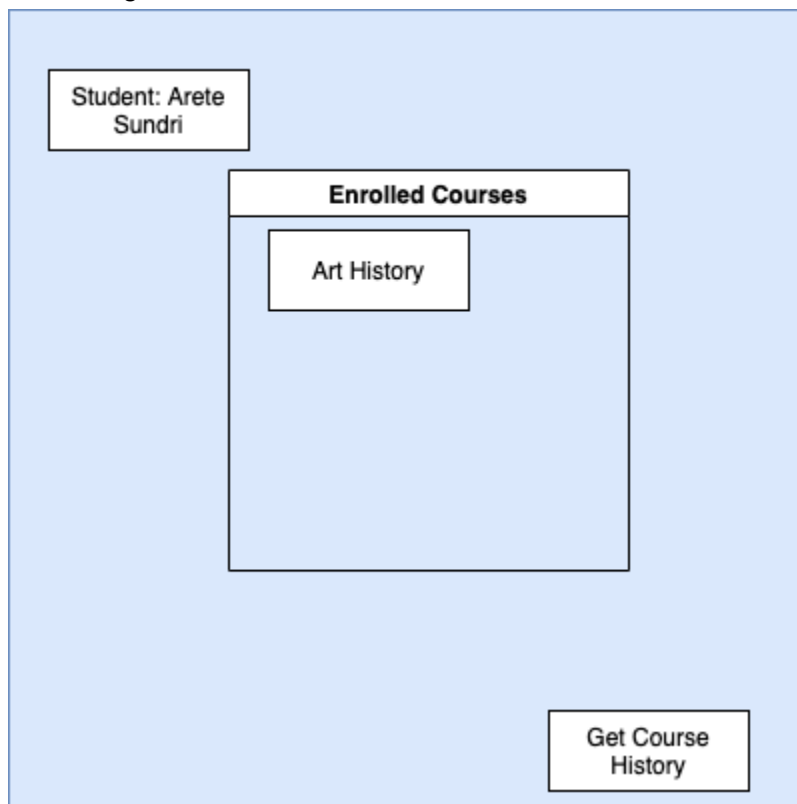 Student: Arete
Sundri
Enrolled Courses
Art History
Get Course
History